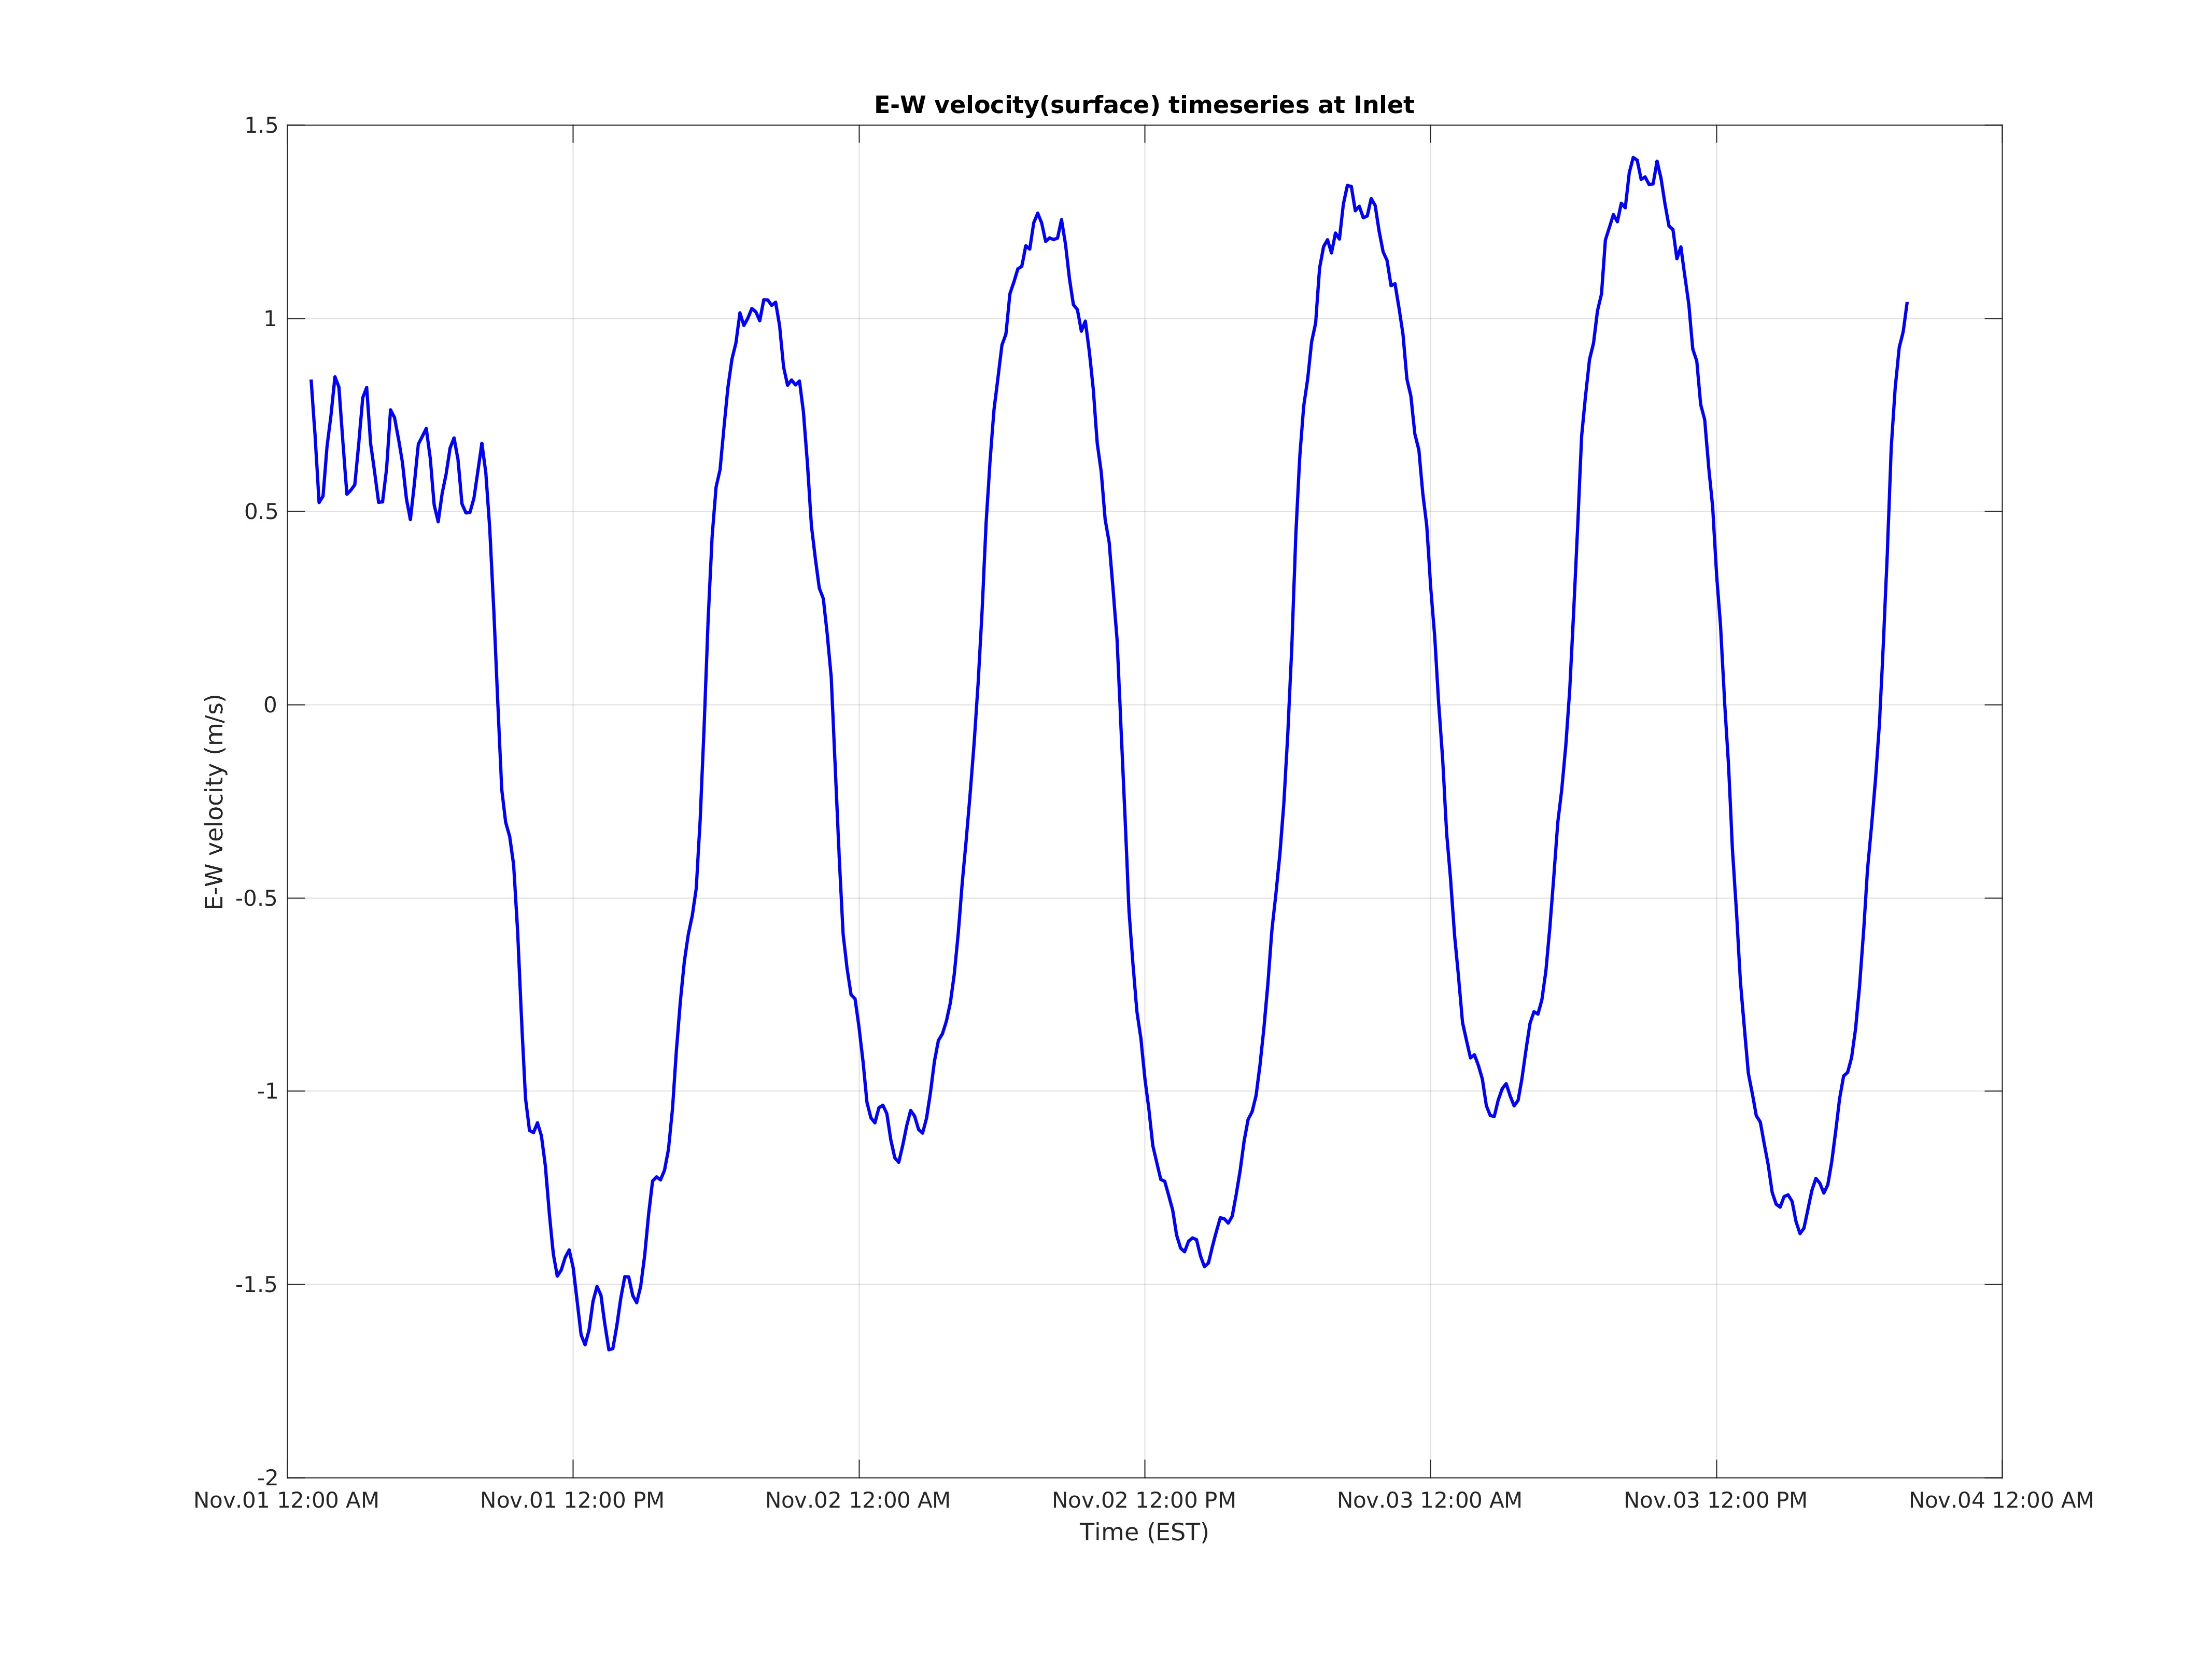 E-W velocity(surface) timeseries at Inlet
1.5
1
0.5
0
-0.5
-1
-1.5
-2
E-W velocity (m/s)
Nov.01 12:00 AM Nov.01 12:00 PM Nov.02 12:00 AM Nov.02 12:00 PM Nov.03 12:00 AM Nov.03 12:00 PM Nov.04 12:00 AM
Time (EST)